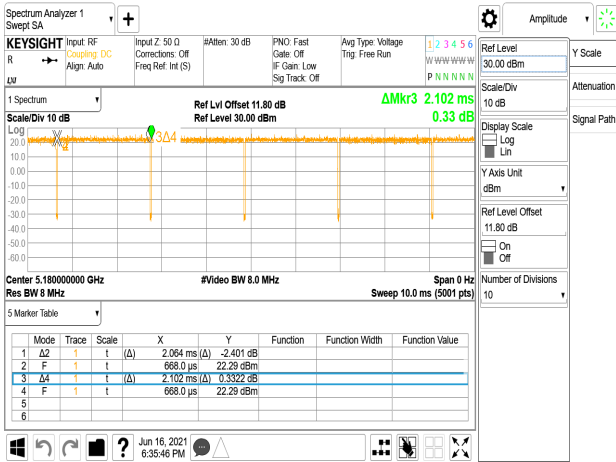 Spectrum Analyzer 1
Swept SA
KEYSIGHT
R
Input: RF
Coupling: DC
Align: Auto
Input Z: 50 Ω
Corrections: Off
Freq Ref: Int (S)
#Atten: 30 dB
PNO: Fast
Gate: Off
IF Gain: Low
Sig Track: Off
Avg Type: Voltage
Trig: Free Run
1 2 3 4 5 6
W W W W W W
P N N N N N
LXI
1 Spectrum
Scale/Div 10 dB
Ref Lvl Offset 11.80 dB
Ref Level 30.00 dBm
ΔMkr3 2.102 ms
0.33 dB
Log
20.0
10.0
0.00
-10.0
-20.0
-30.0
-40.0
-50.0
-60.0
3Δ4
Center 5.180000000 GHz
Res BW 8 MHz
#Video BW 8.0 MHz
Span 0 Hz
Sweep 10.0 ms (5001 pts)
5 Marker Table
Mode Trace Scale X Y Function Function Width Function Value
1 Δ2 1 t (Δ) 2.064 ms (Δ) -2.401 dB
2 F 1 t 668.0 µs 22.29 dBm
3 Δ4 1 t (Δ) 2.102 ms (Δ) 0.3322 dB
4 F 1 t 668.0 µs 22.29 dBm
5
6
?
Jun 16, 2021
6:35:46 PM
Amplitude
Ref Level
30.00 dBm
Scale/Div
10 dB
Display Scale
Log
Lin
Y Axis Unit
dBm
Ref Level Offset
11.80 dB
On
Off
Number of Divisions
10
Y Scale
Attenuation
Signal Path